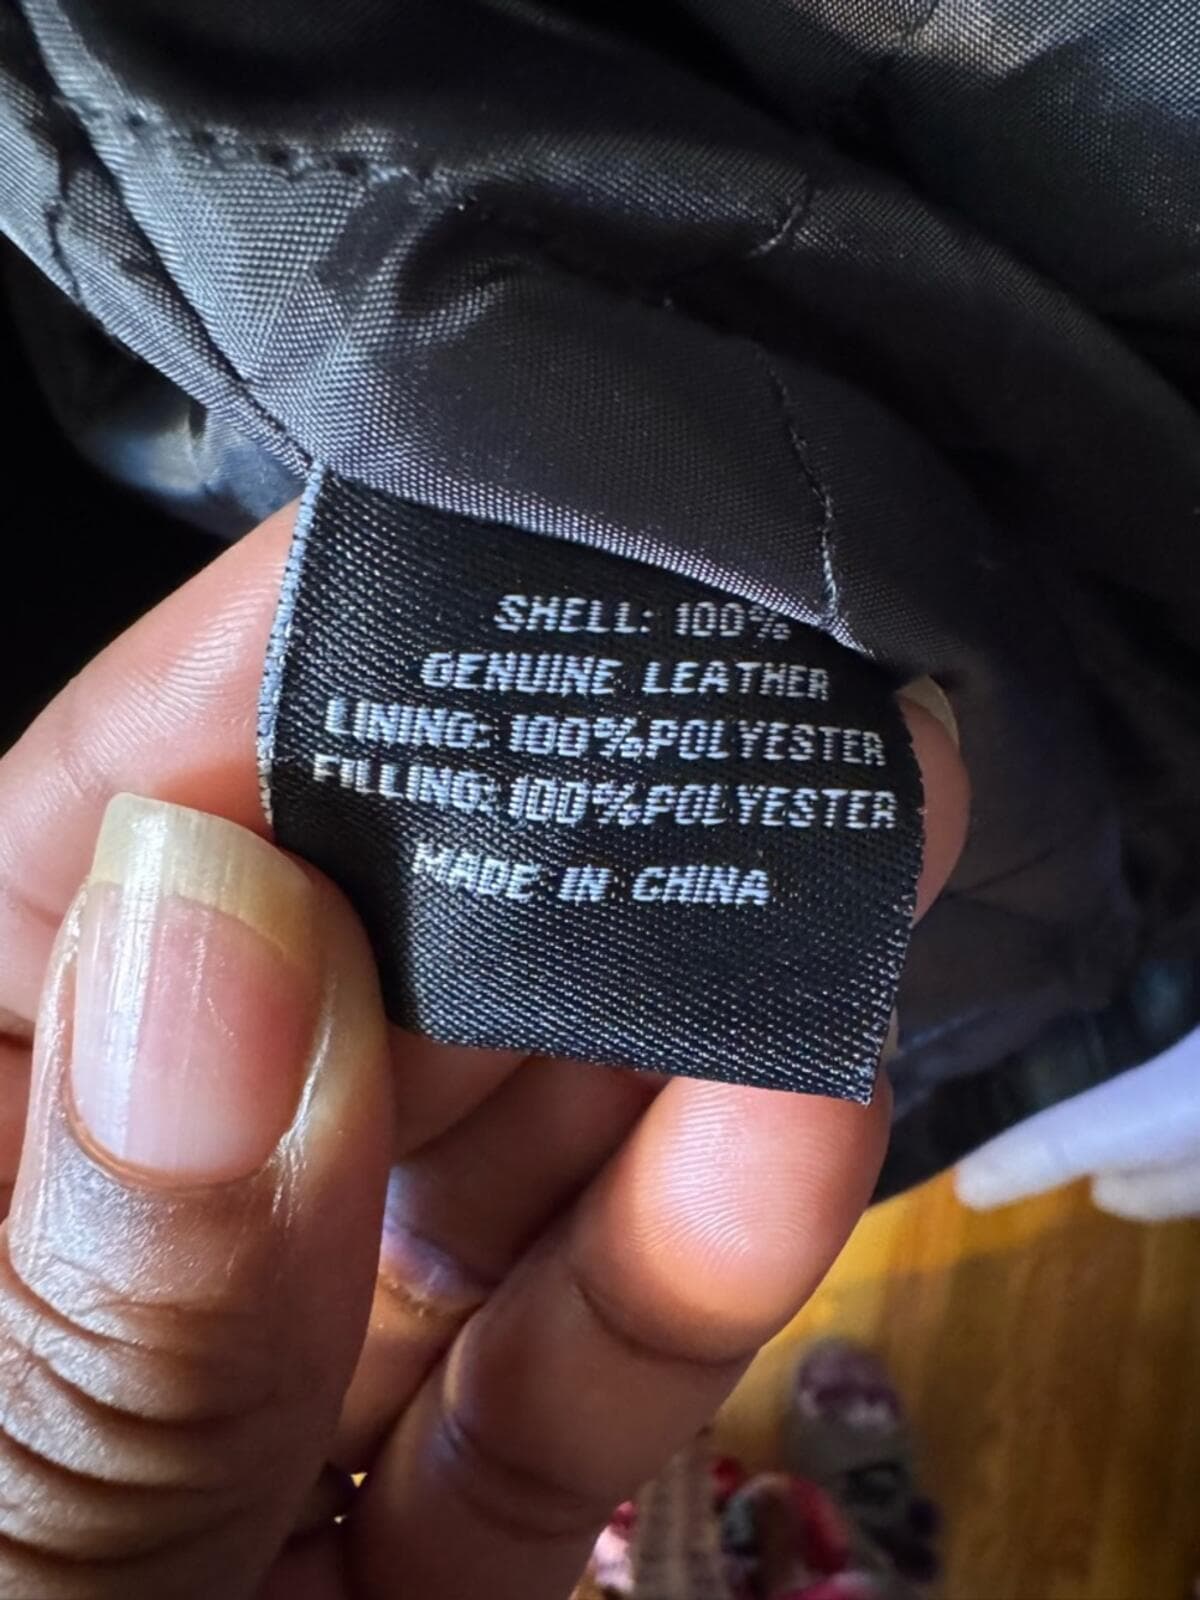 SHELL: 100%
GENUINE LEATHER
LINING: 100%POLYESTER
FILLING: 100%POLYESTER
MADE IN CHINA